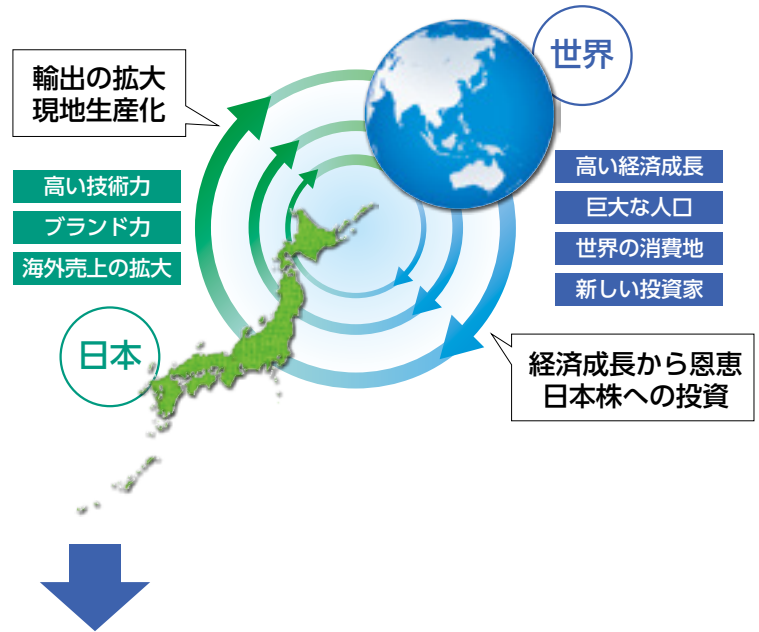 世界
輸出の拡大
現地生産化
高い技術力
ブランド力
海外売上の拡大
日本
高い経済成長
巨大な人口
世界の消費地
新しい投資家
経済成長から恩恵
日本株への投資